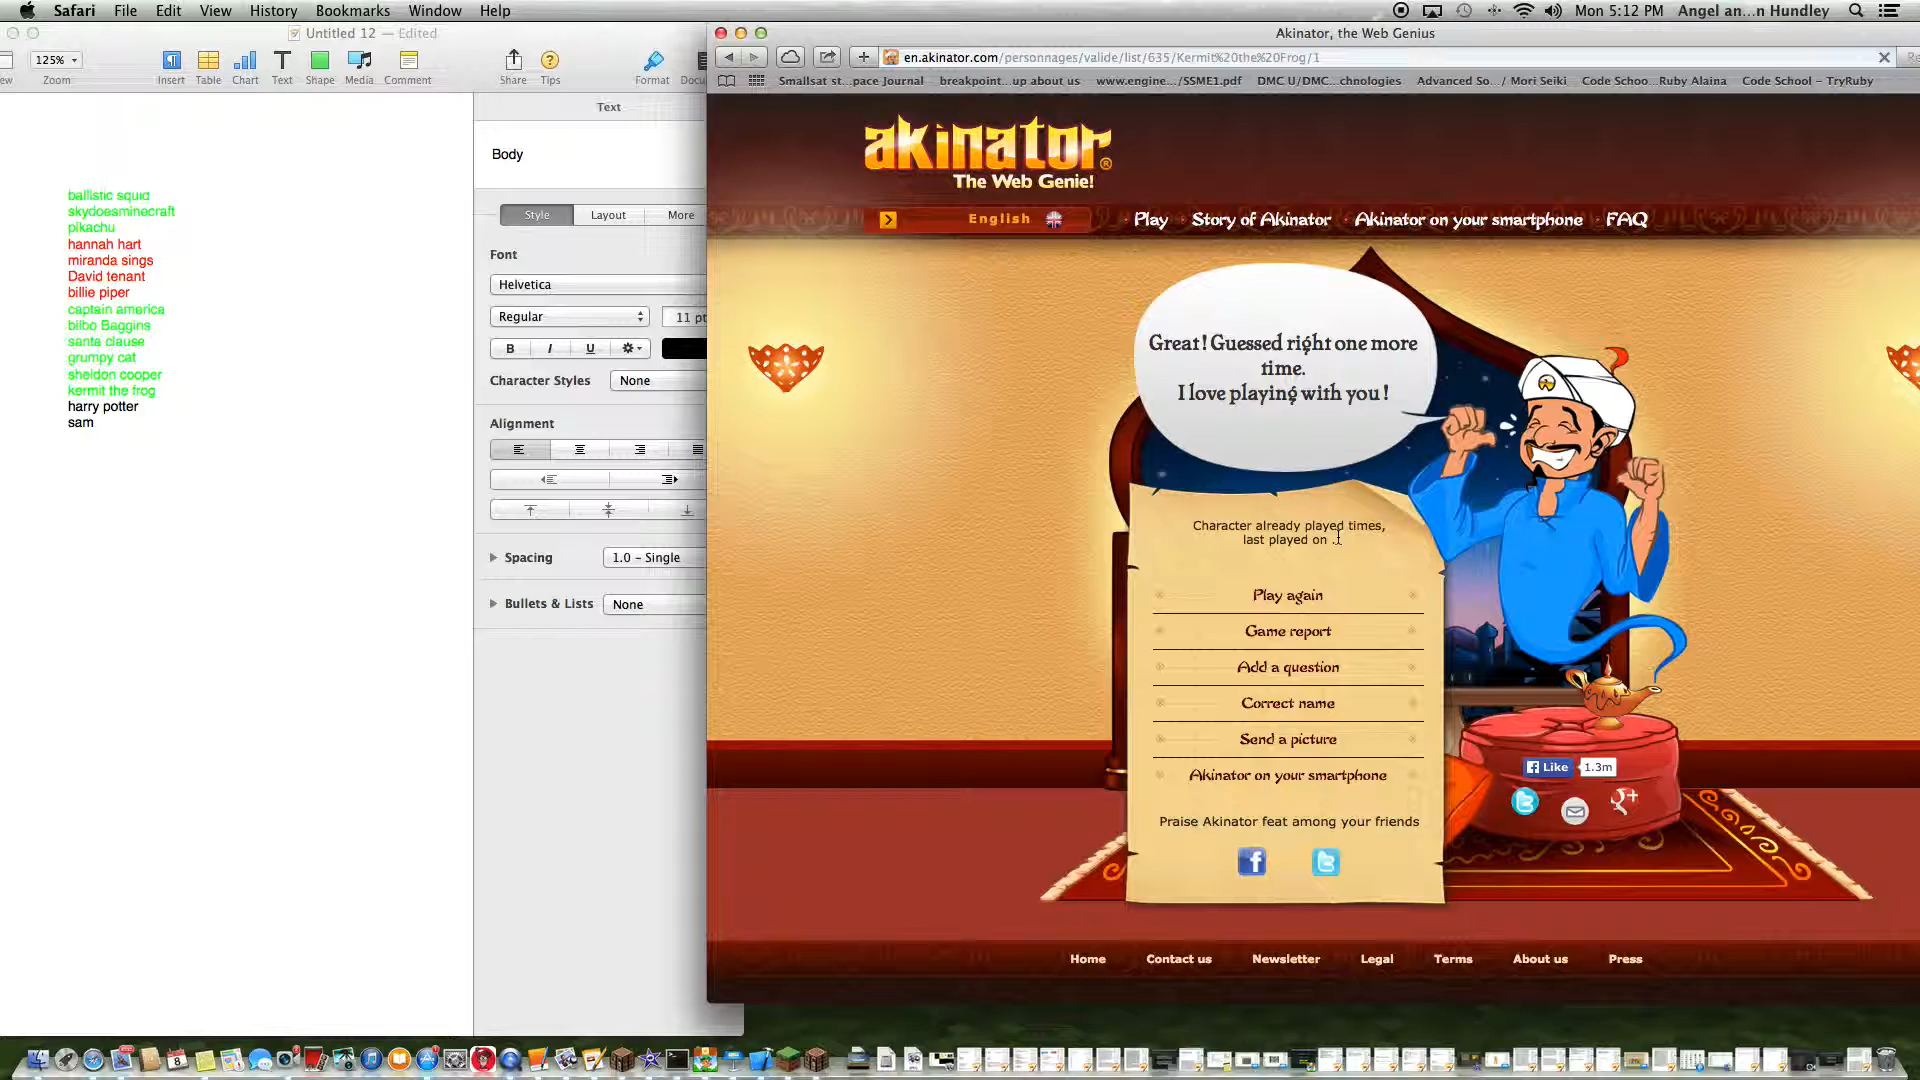 Safari File Edit View History Bookmarks Window Help
Mon 5:12 PM Angel an…n Hundley
Untitled 12 — Edited
125%
Zoom Insert Table Chart Text Shape Media Comment Share Tips Format
Text
Body
Style Layout More
Font
Helvetica
Regular 11 pt
B I U
Character Styles None
Alignment
Spacing 1.0 – Single
Bullets & Lists None
ballistic squid
skydoesminecraft
pikachu
hannah hart
miranda sings
David tenant
billie piper
captain america
bilbo Baggins
santa clause
grumpy cat
sheldon cooper
kermit the frog
harry potter
sam
Akinator, the Web Genius
en.akinator.com/personnages/valide/list/635/Kermit%20the%20Frog/1
Smallsat st…pace Journal breakpoint…up about us www.engine…/SSME1.pdf DMC U/DMC…chnologies Advanced So… / Mori Seiki Code Schoo…Ruby Alaina Code School – TryRuby
akinator®
The Web Genie!
English
Play Story of Akinator Akinator on your smartphone FAQ
Great! Guessed right one more
time.
I love playing with you!
Character already played times,
last played on .
Play again
Game report
Add a question
Correct name
Send a picture
Akinator on your smartphone
Praise Akinator feat among your friends
Like 1.3m
Home Contact us Newsletter Legal Terms About us Press